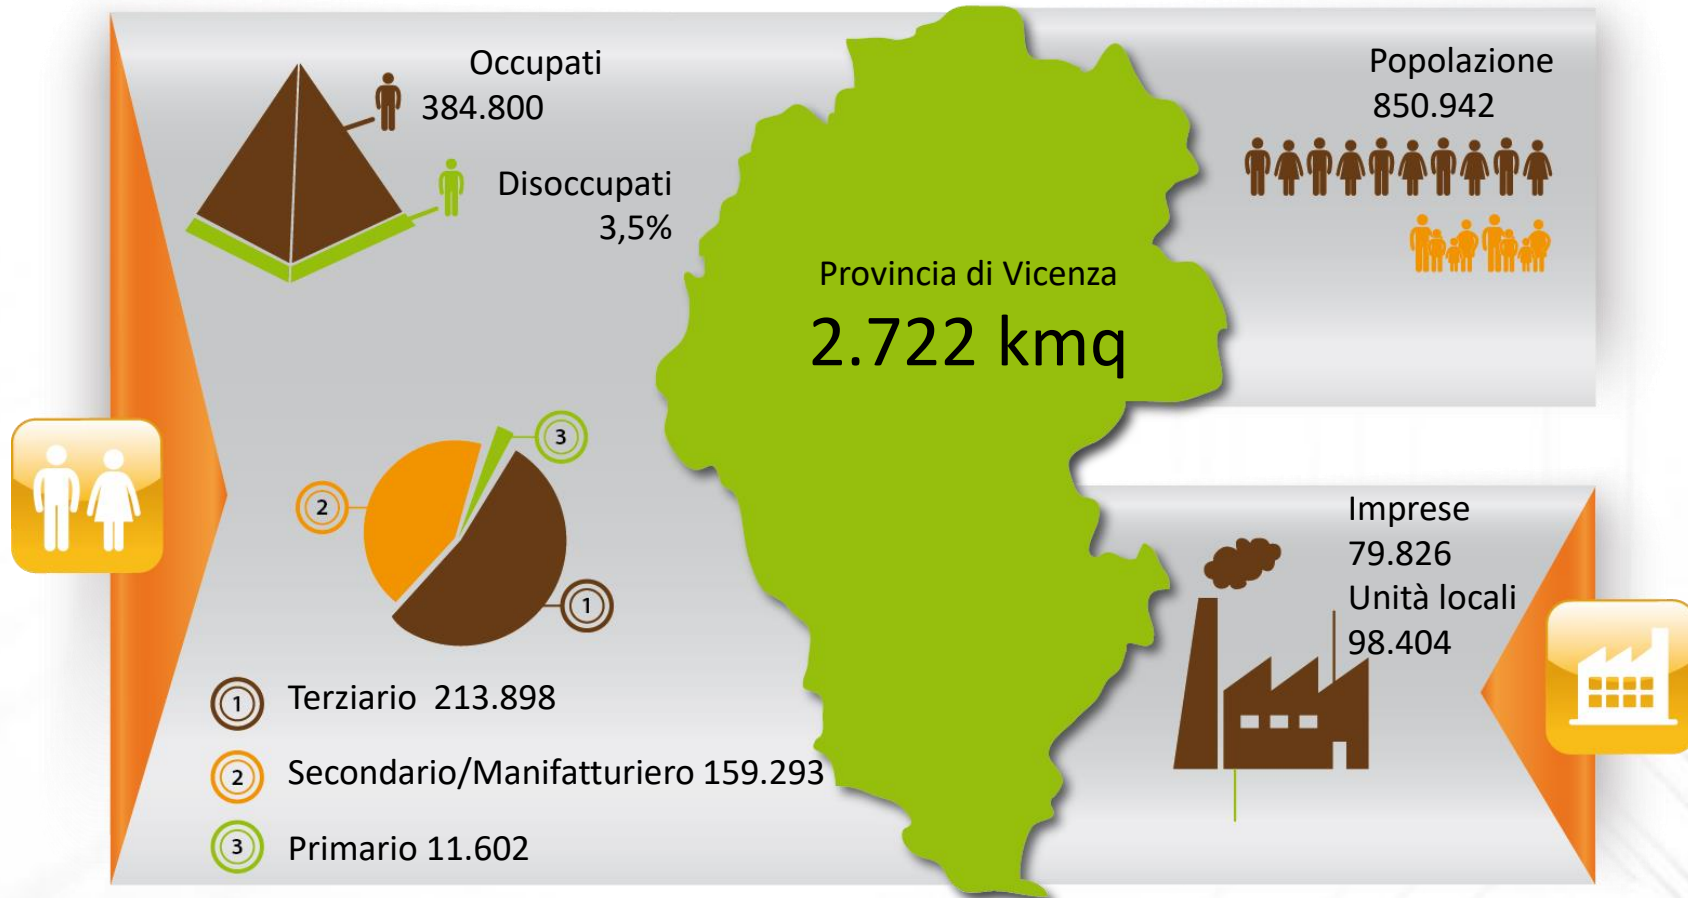 Occupati
384.800
Disoccupati
3,5%
3
2
1
1 Terziario 213.898
2 Secondario/Manifatturiero 159.293
3 Primario 11.602
Provincia di Vicenza
2.722 kmq
Popolazione
850.942
Imprese
79.826
Unità locali
98.404